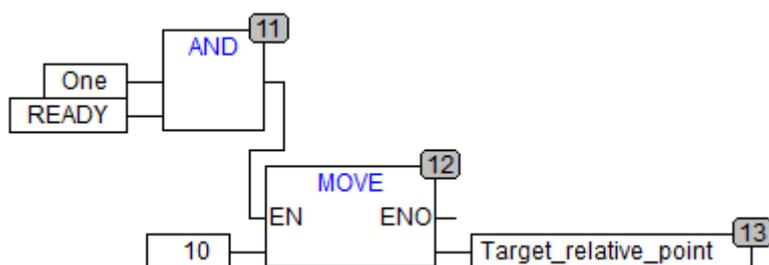 11
AND
One
READY
12
MOVE
EN ENO
13
10 Target_relative_point